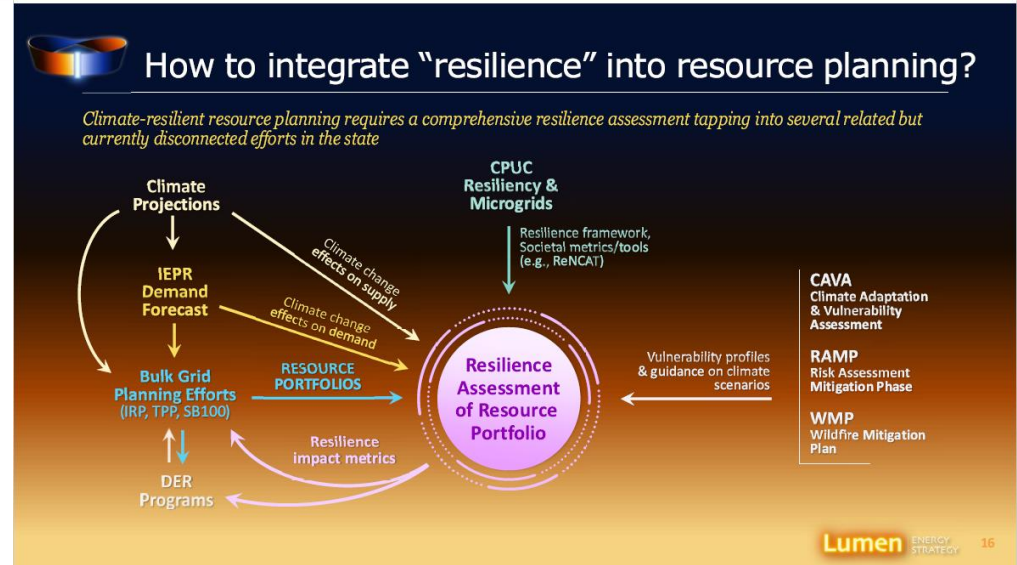 How to integrate “resilience” into resource planning?
Climate-resilient resource planning requires a comprehensive resilience assessment tapping into several related but
currently disconnected efforts in the state
Climate
Projections
IEPR
Demand
Forecast
Bulk Grid
Planning Efforts
(IRP, TPP, SB100)
DER
Programs
Climate change
effects on supply
Climate change
effects on demand
RESOURCE
PORTFOLIOS
Resilience
impact metrics
CPUC
Resiliency &
Microgrids
Resilience framework,
Societal metrics/tools
(e.g., ReNCAT)
Resilience
Assessment
of Resource
Portfolio
Vulnerability profiles
& guidance on climate
scenarios
CAVA
Climate Adaptation
& Vulnerability
Assessment
RAMP
Risk Assessment
Mitigation Phase
WMP
Wildfire Mitigation
Plan
Lumen
ENERGY
STRATEGY
16